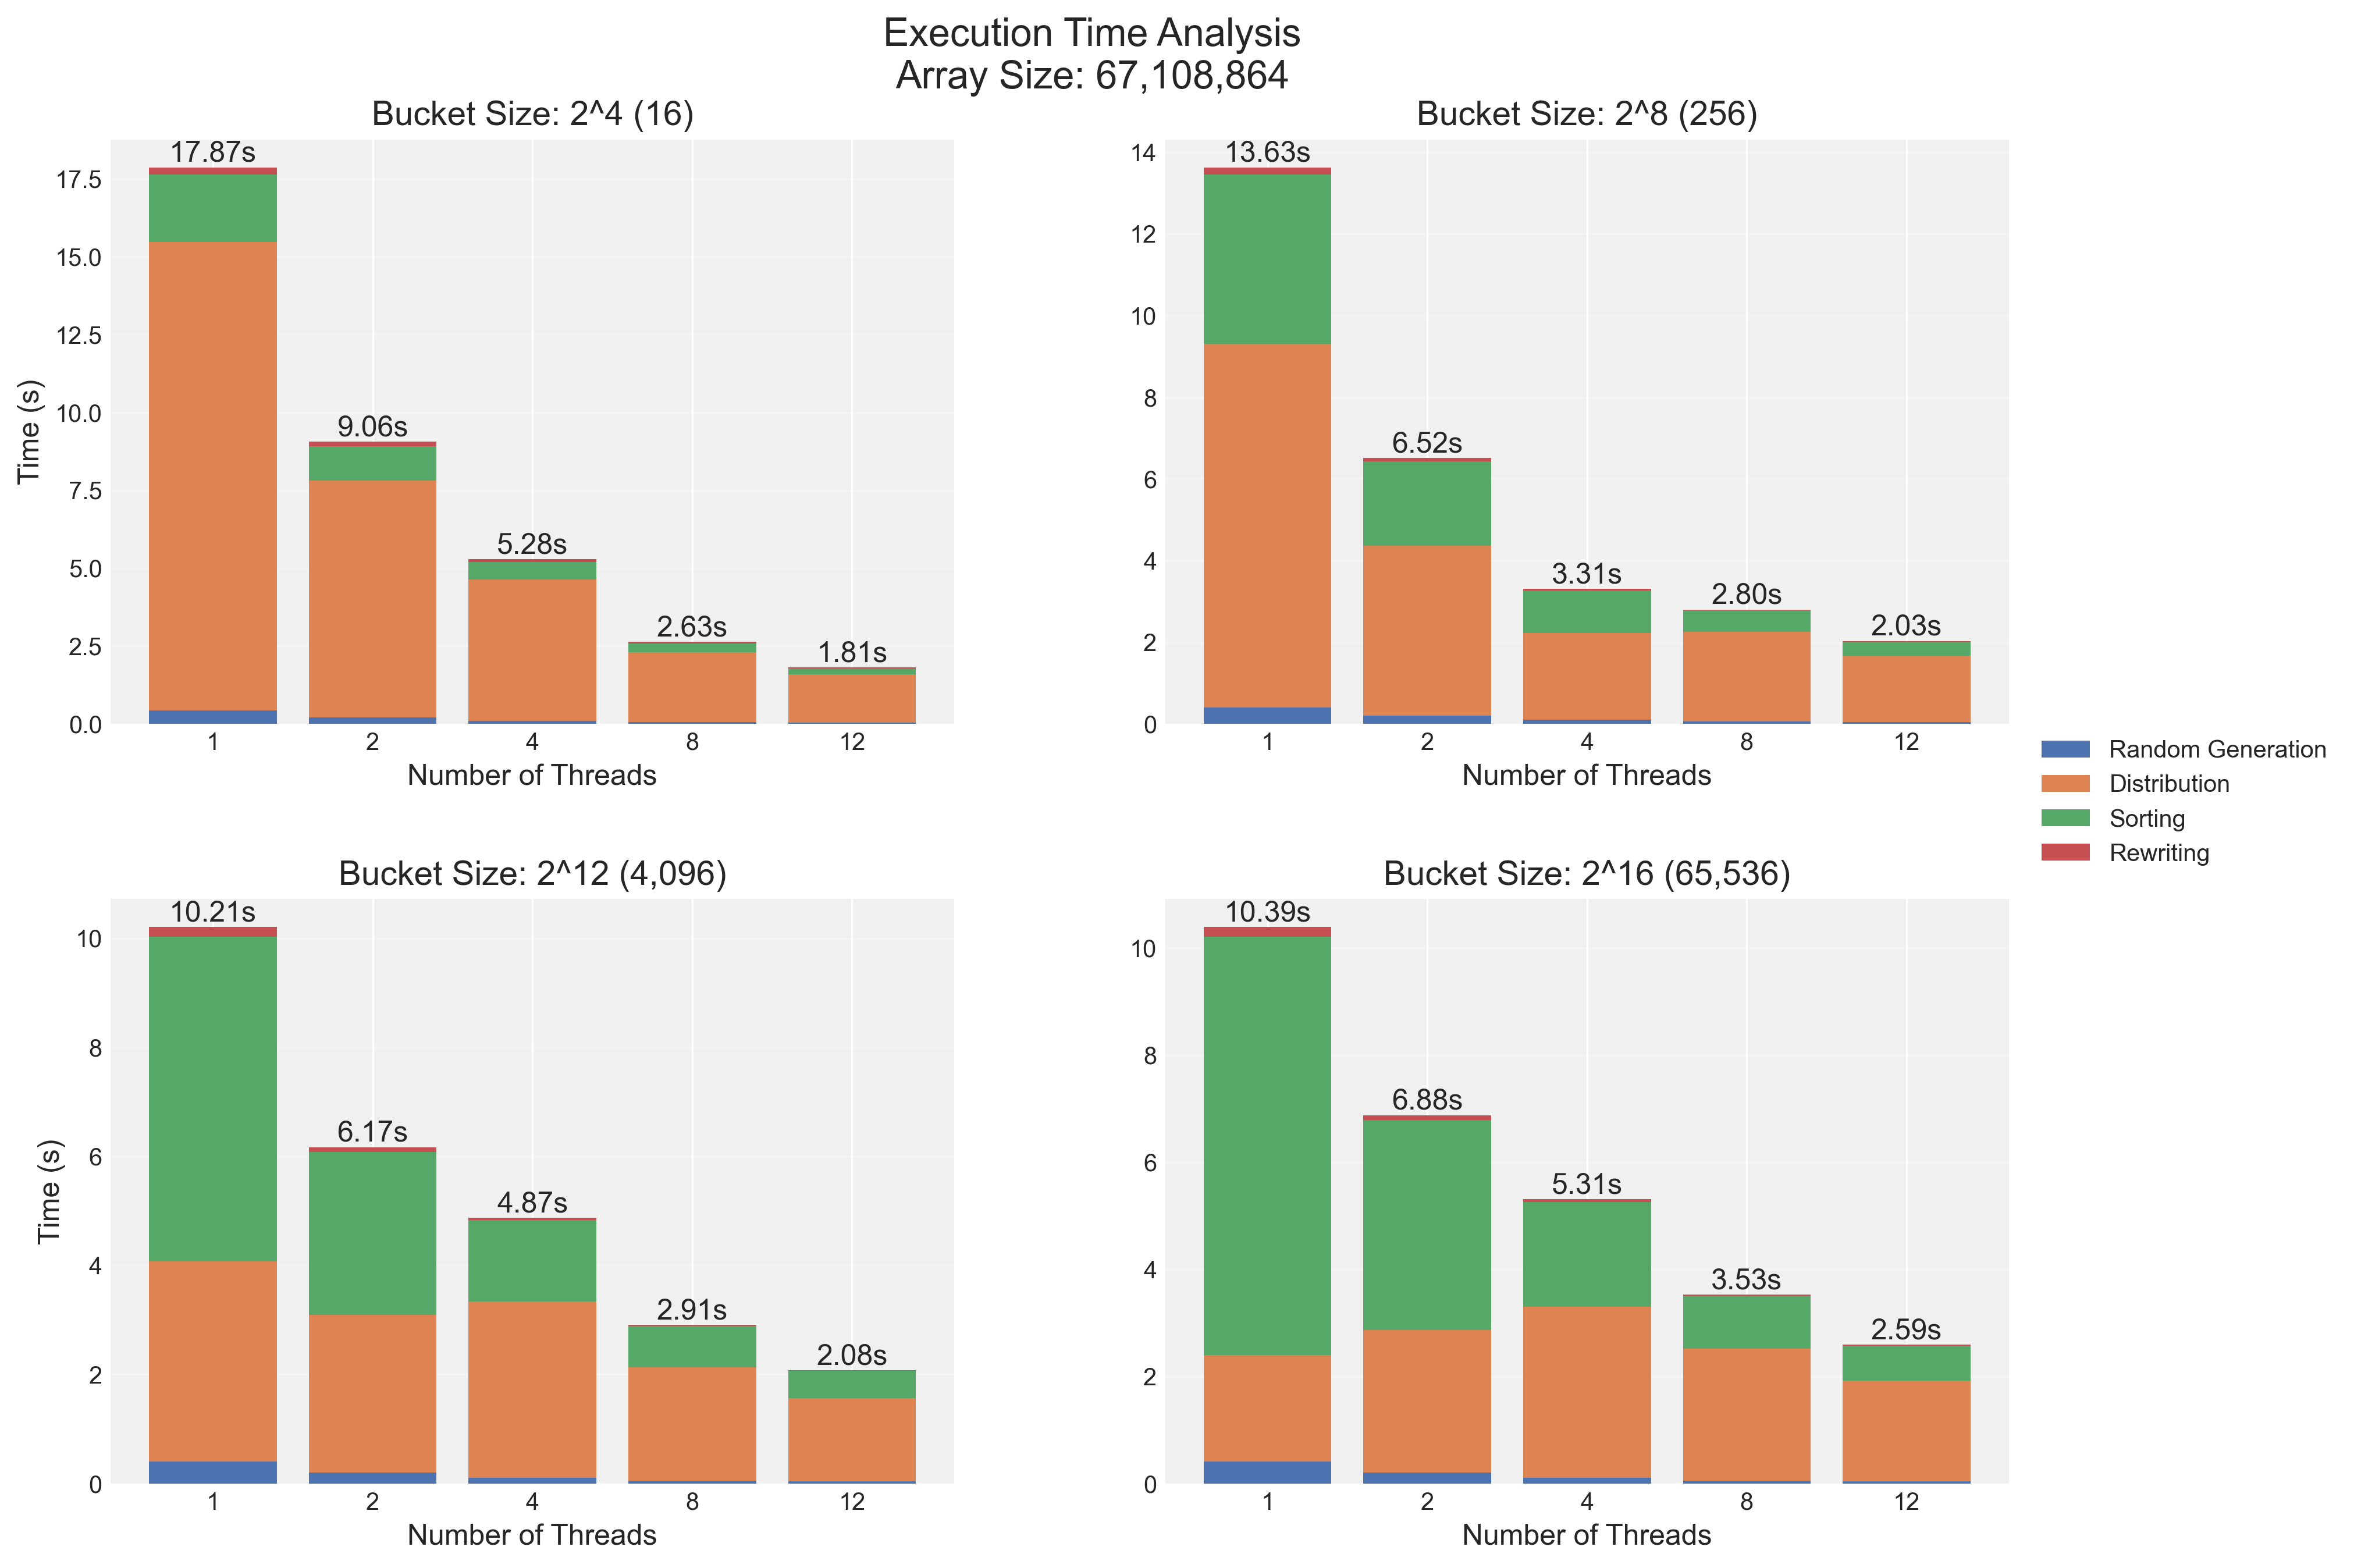 Execution Time Analysis
Array Size: 67,108,864
Bucket Size: 2^4 (16)
17.87s
9.06s
5.28s
2.63s
1.81s
17.5
15.0
12.5
10.0
7.5
5.0
2.5
0.0
Time (s)
1 2 4 8 12
Number of Threads
Bucket Size: 2^8 (256)
13.63s
6.52s
3.31s
2.80s
2.03s
14
12
10
8
6
4
2
0
1 2 4 8 12
Number of Threads
Random Generation
Distribution
Sorting
Rewriting
Bucket Size: 2^12 (4,096)
10.21s
6.17s
4.87s
2.91s
2.08s
10
8
6
4
2
0
Time (s)
1 2 4 8 12
Number of Threads
Bucket Size: 2^16 (65,536)
10.39s
6.88s
5.31s
3.53s
2.59s
10
8
6
4
2
0
1 2 4 8 12
Number of Threads